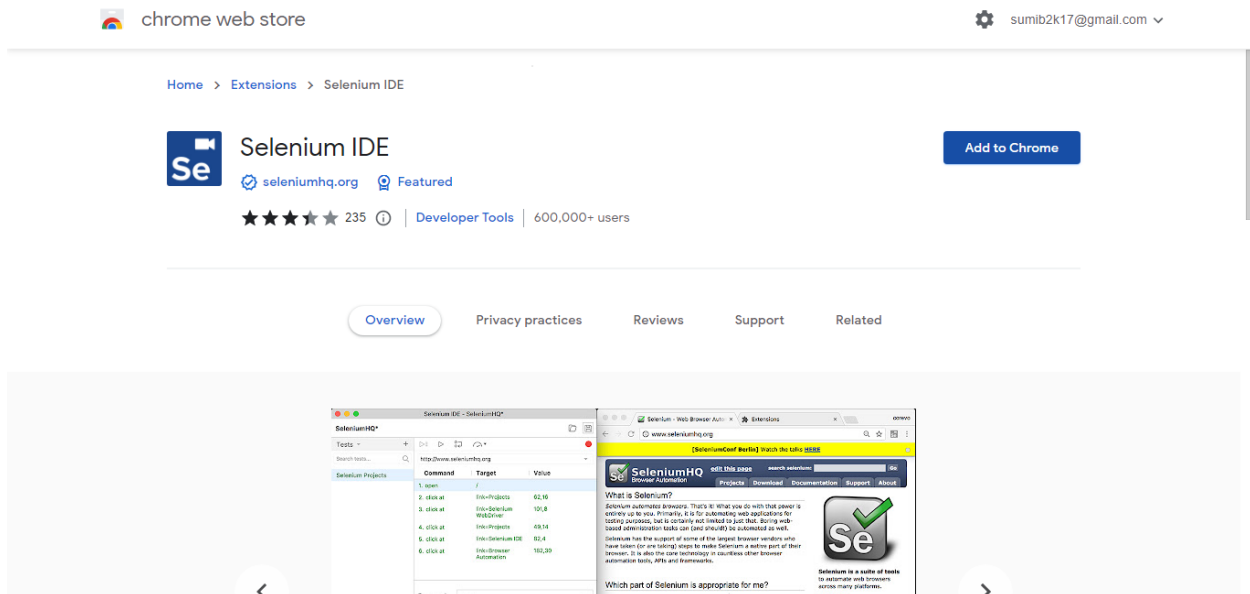 chrome web store
sumib2k17@gmail.com
Home > Extensions > Selenium IDE
Se
Selenium IDE
Add to Chrome
seleniumhq.org Featured
235 Developer Tools 600,000+ users
Overview Privacy practices Reviews Support Related
Selenium IDE - SeleniumHQ*
SeleniumHQ*
Tests
Search tests...
http://www.seleniumhq.org
Selenium Projects
Command Target Value
1. open /
2. click at link=Projects 62,16
3. click at link=Selenium WebDriver 101,8
4. click at link=Projects 49,14
5. click at link=Selenium IDE 82,4
6. click at link=Browser Automation 162,30
Selenium - Web Browser Auto
Extensions
www.seleniumhq.org
[SeleniumConf Berlin] Watch the talks HERE
SeleniumHQ
Browser Automation
edit this page search selenium: Go
Projects Download Documentation Support About
What is Selenium?
Selenium automates browsers. That's it! What you do with that power is
entirely up to you. Primarily, it is for automating web applications for
testing purposes, but is certainly not limited to just that. Boring web-
based administration tasks can (and should!) be automated as well.
Selenium has the support of some of the largest browser vendors who
have taken (or are taking) steps to make Selenium a native part of their
browser. It is also the core technology in countless other browser
automation tools, APIs and frameworks.
Which part of Selenium is appropriate for me?
Se
Selenium is a suite of tools
to automate web browsers
across many platforms.